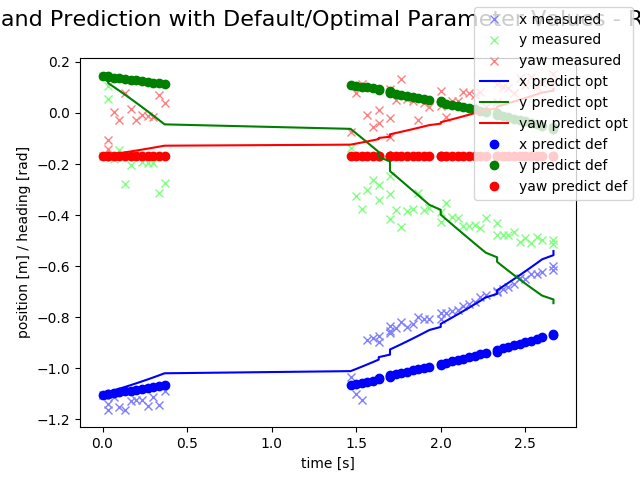 and Prediction with Default/Optimal Parameter Values - R
x measured
y measured
yaw measured
x predict opt
y predict opt
yaw predict opt
x predict def
y predict def
yaw predict def
position [m] / heading [rad]
0.2
0.0
−0.2
−0.4
−0.6
−0.8
−1.0
−1.2
0.0
0.5
1.0
1.5
2.0
2.5
time [s]